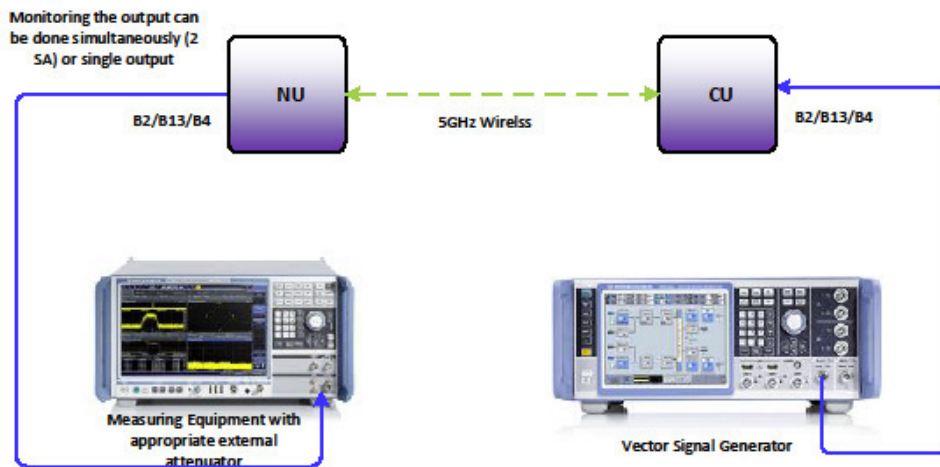 Monitoring the output can
be done simultaneously (2
SA) or single output
NU
CU
B2/B13/B4
5GHz Wirelss
B2/B13/B4
Measuring Equipment with
appropriate external
attenuator
Vector Signal Generator